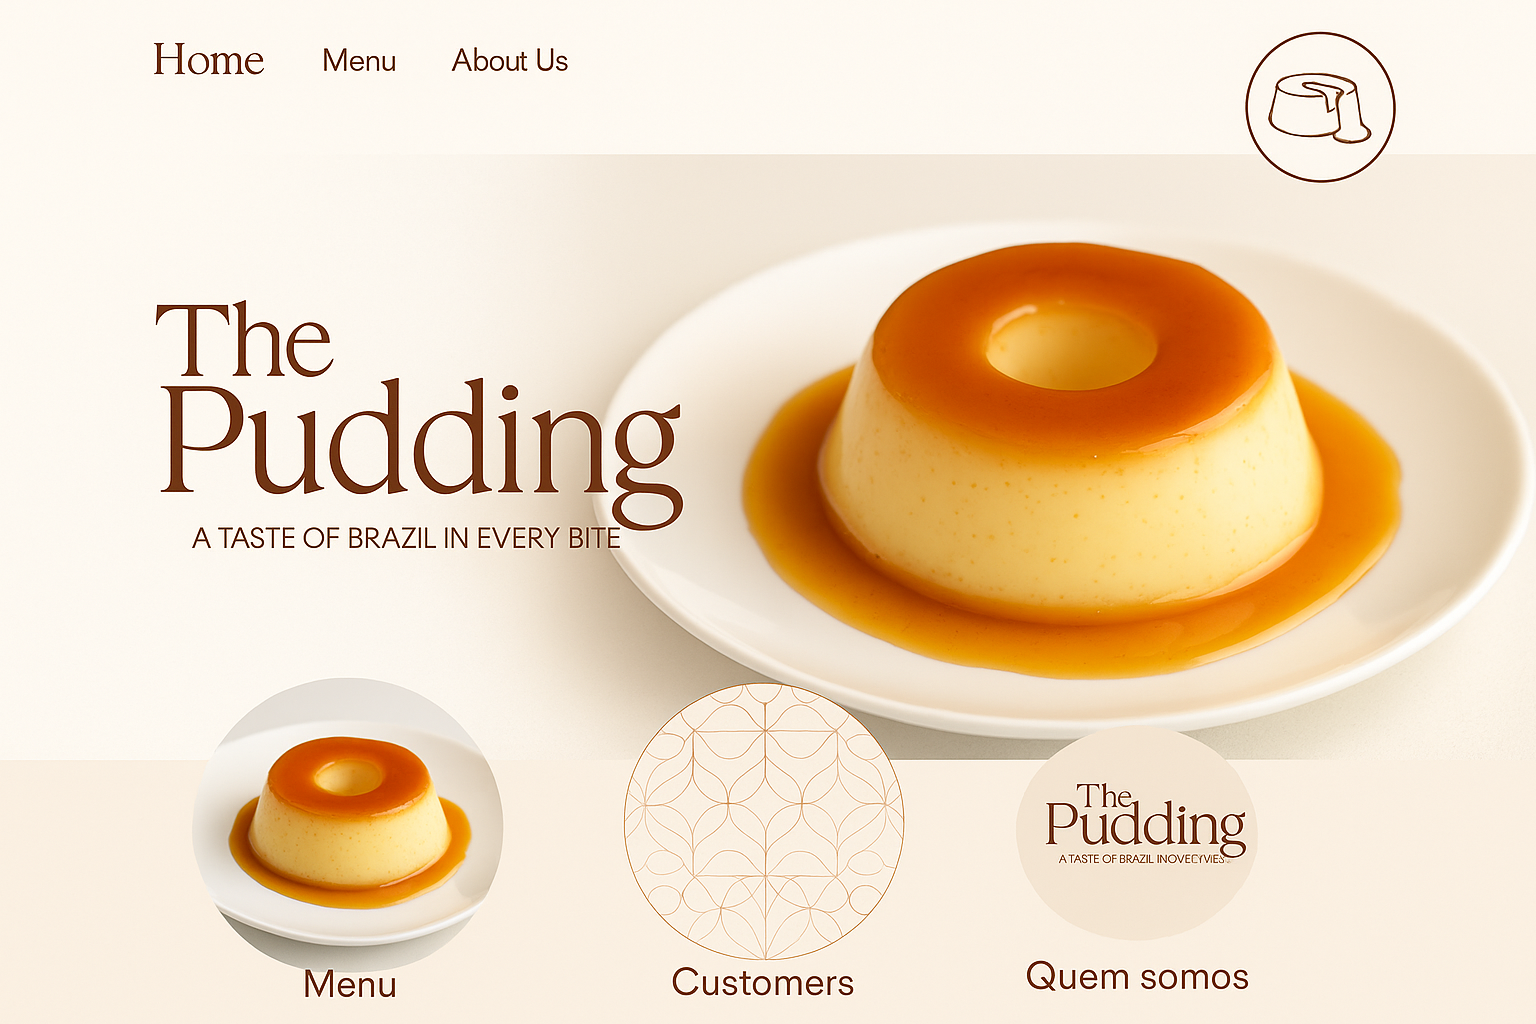 Home Menu About Us
The
Pudding
A TASTE OF BRAZIL IN EVERY BITE
The
Pudding
A TASTE OF BRAZIL
Menu
Customers
Quem somos